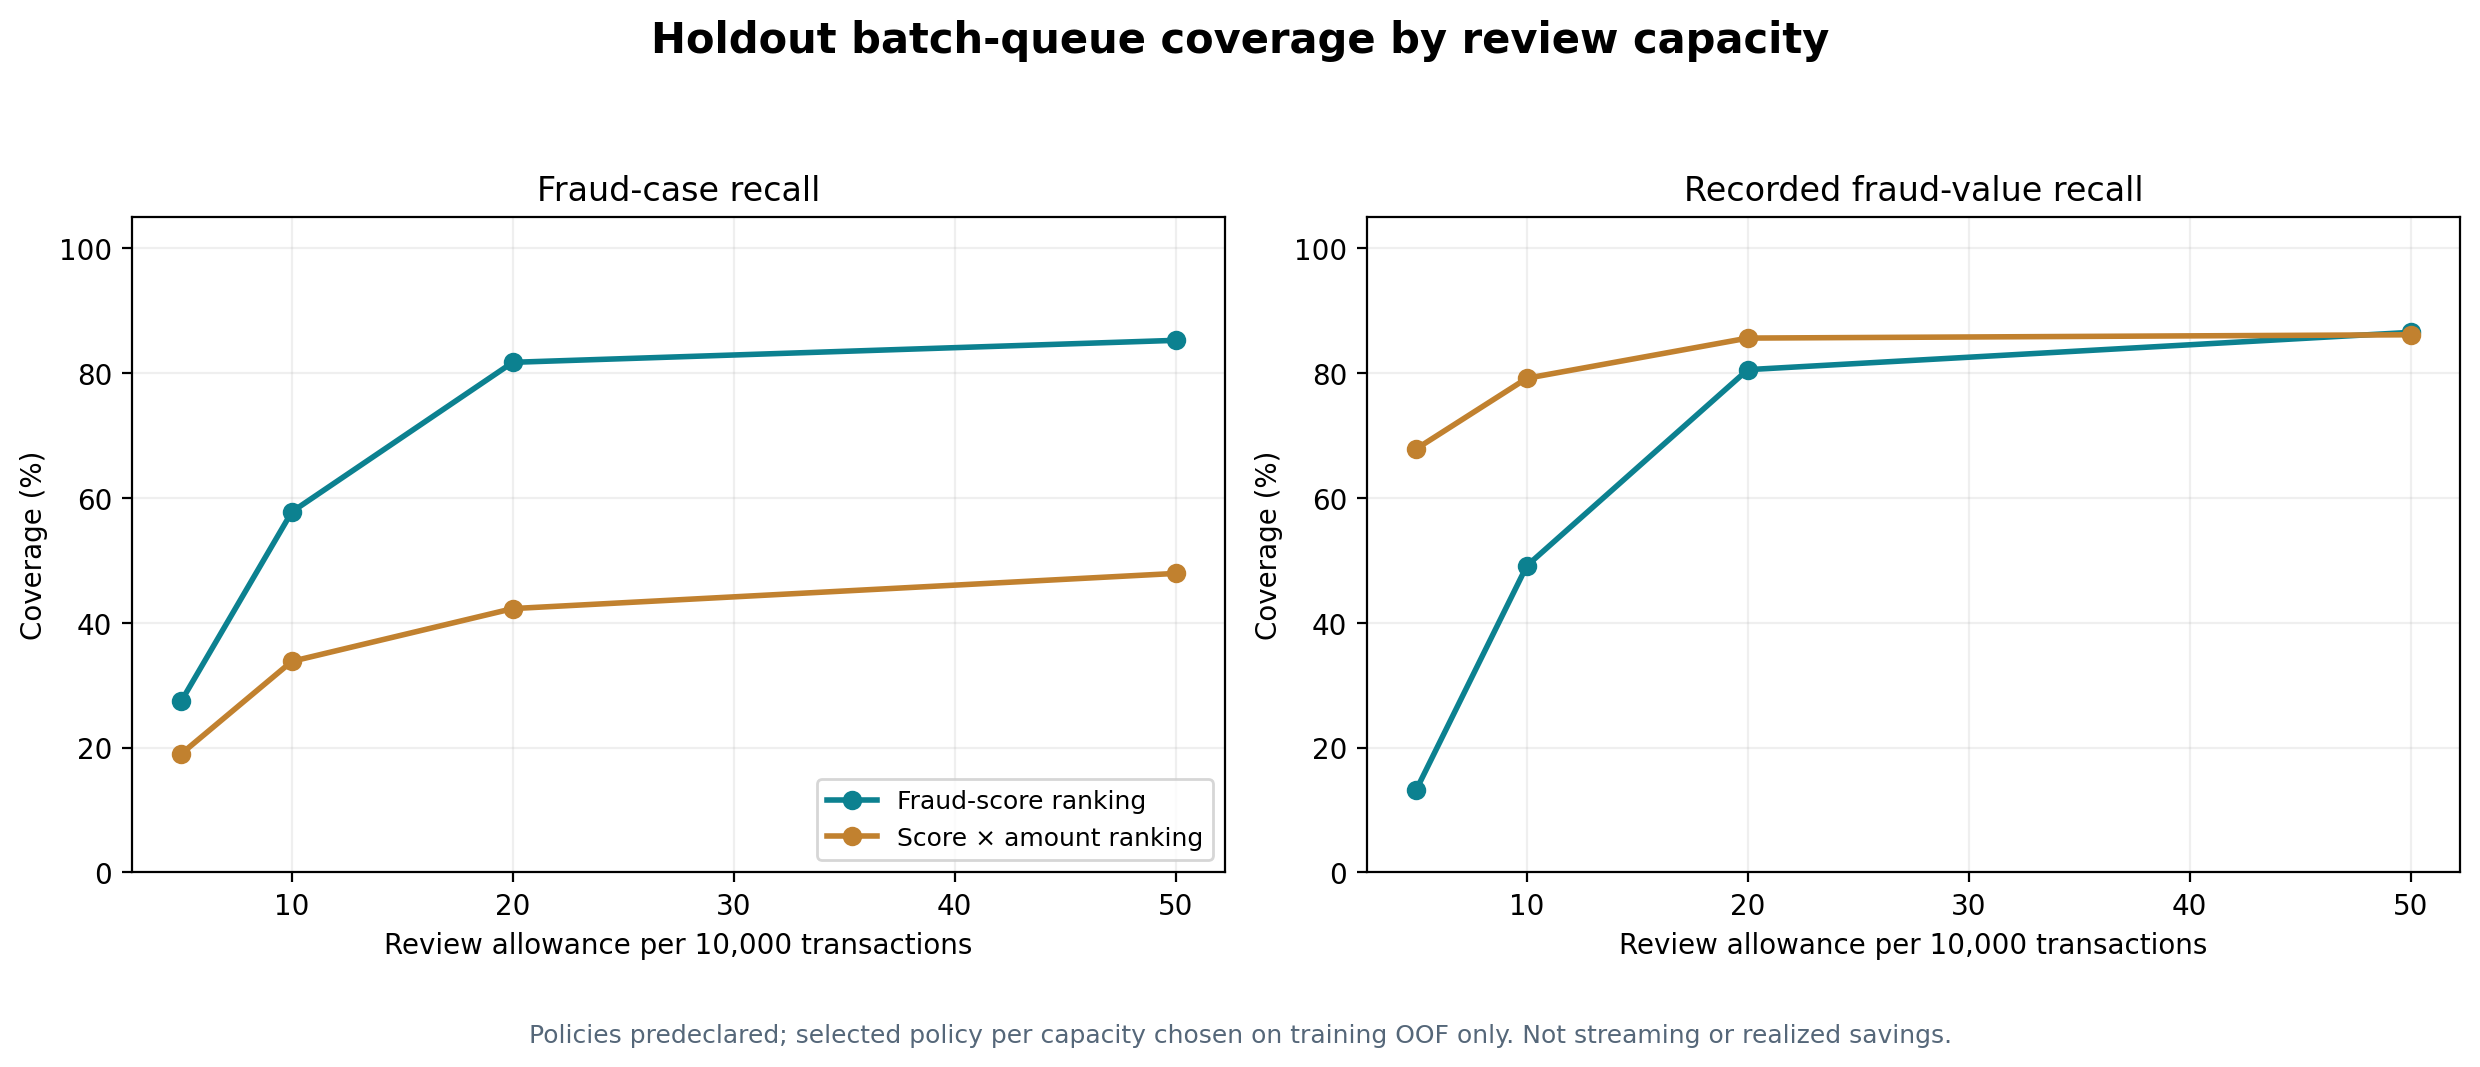 Holdout batch-queue coverage by review capacity
Fraud-case recall
100
80
60
40
20
0
Coverage (%)
10 20 30 40 50
Review allowance per 10,000 transactions
Fraud-score ranking
Score × amount ranking
Recorded fraud-value recall
100
80
60
40
20
0
Coverage (%)
10 20 30 40 50
Review allowance per 10,000 transactions
Policies predeclared; selected policy per capacity chosen on training OOF only. Not streaming or realized savings.